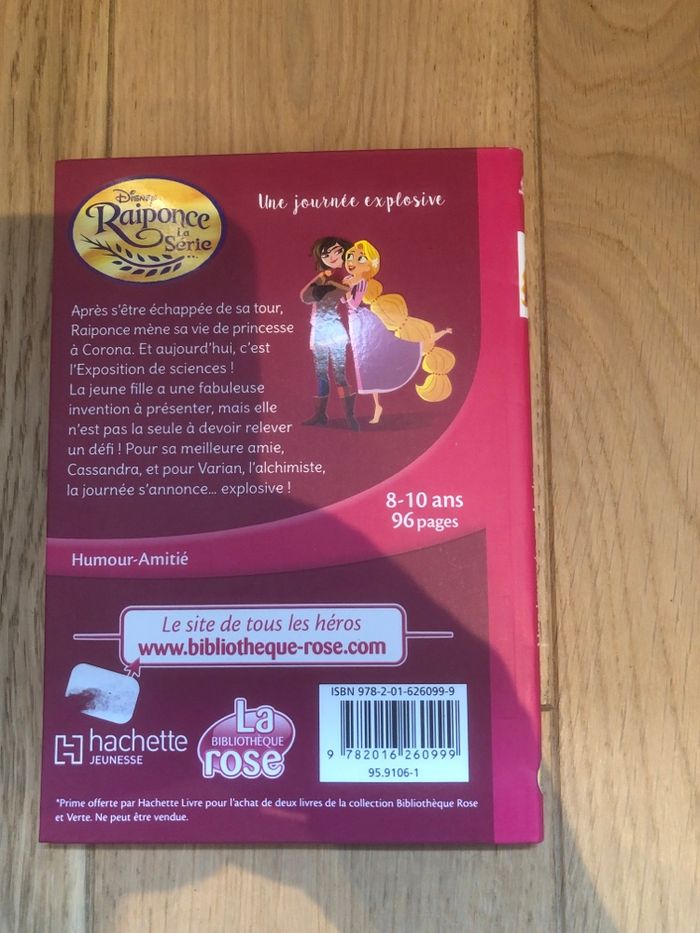 Disney
Raiponce
La
Série
Une journée explosive
Après s'être échappée de sa tour,
Raiponce mène sa vie de princesse
à Corona. Et aujourd'hui, c'est
l'Exposition de sciences !
La jeune fille a une fabuleuse
invention à présenter, mais elle
n'est pas la seule à devoir relever
un défi ! Pour sa meilleure amie,
Cassandra, et pour Varian, l'alchimiste,
la journée s'annonce... explosive !
8-10 ans
96 pages
Humour-Amitié
Le site de tous les héros
www.bibliotheque-rose.com
hachette
JEUNESSE
La
BIBLIOTHÈQUE
rose
ISBN 978-2-01-626099-9
9 782016 260999
95.9106-1
*Prime offerte par Hachette Livre pour l'achat de deux livres de la collection Bibliothèque Rose
et Verte. Ne peut être vendue.